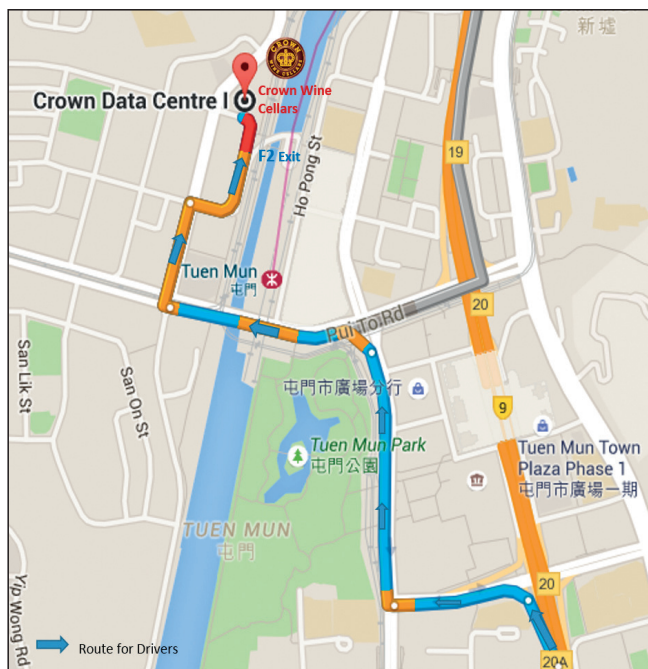 新墟
CROWN
WINE CELLARS
Crown Data Centre I
Crown Wine
Cellars
F2 Exit
Ho Pong St
19
20
Tuen Mun
屯門
Pui To Rd
San Lik St
San On St
屯門市廣場分行
9
Tuen Mun Park
屯門公園
Tuen Mun Town
Plaza Phase 1
屯門市廣場一期
TUEN MUN
屯門
Yip Wong Rd
20
20A
Route for Drivers